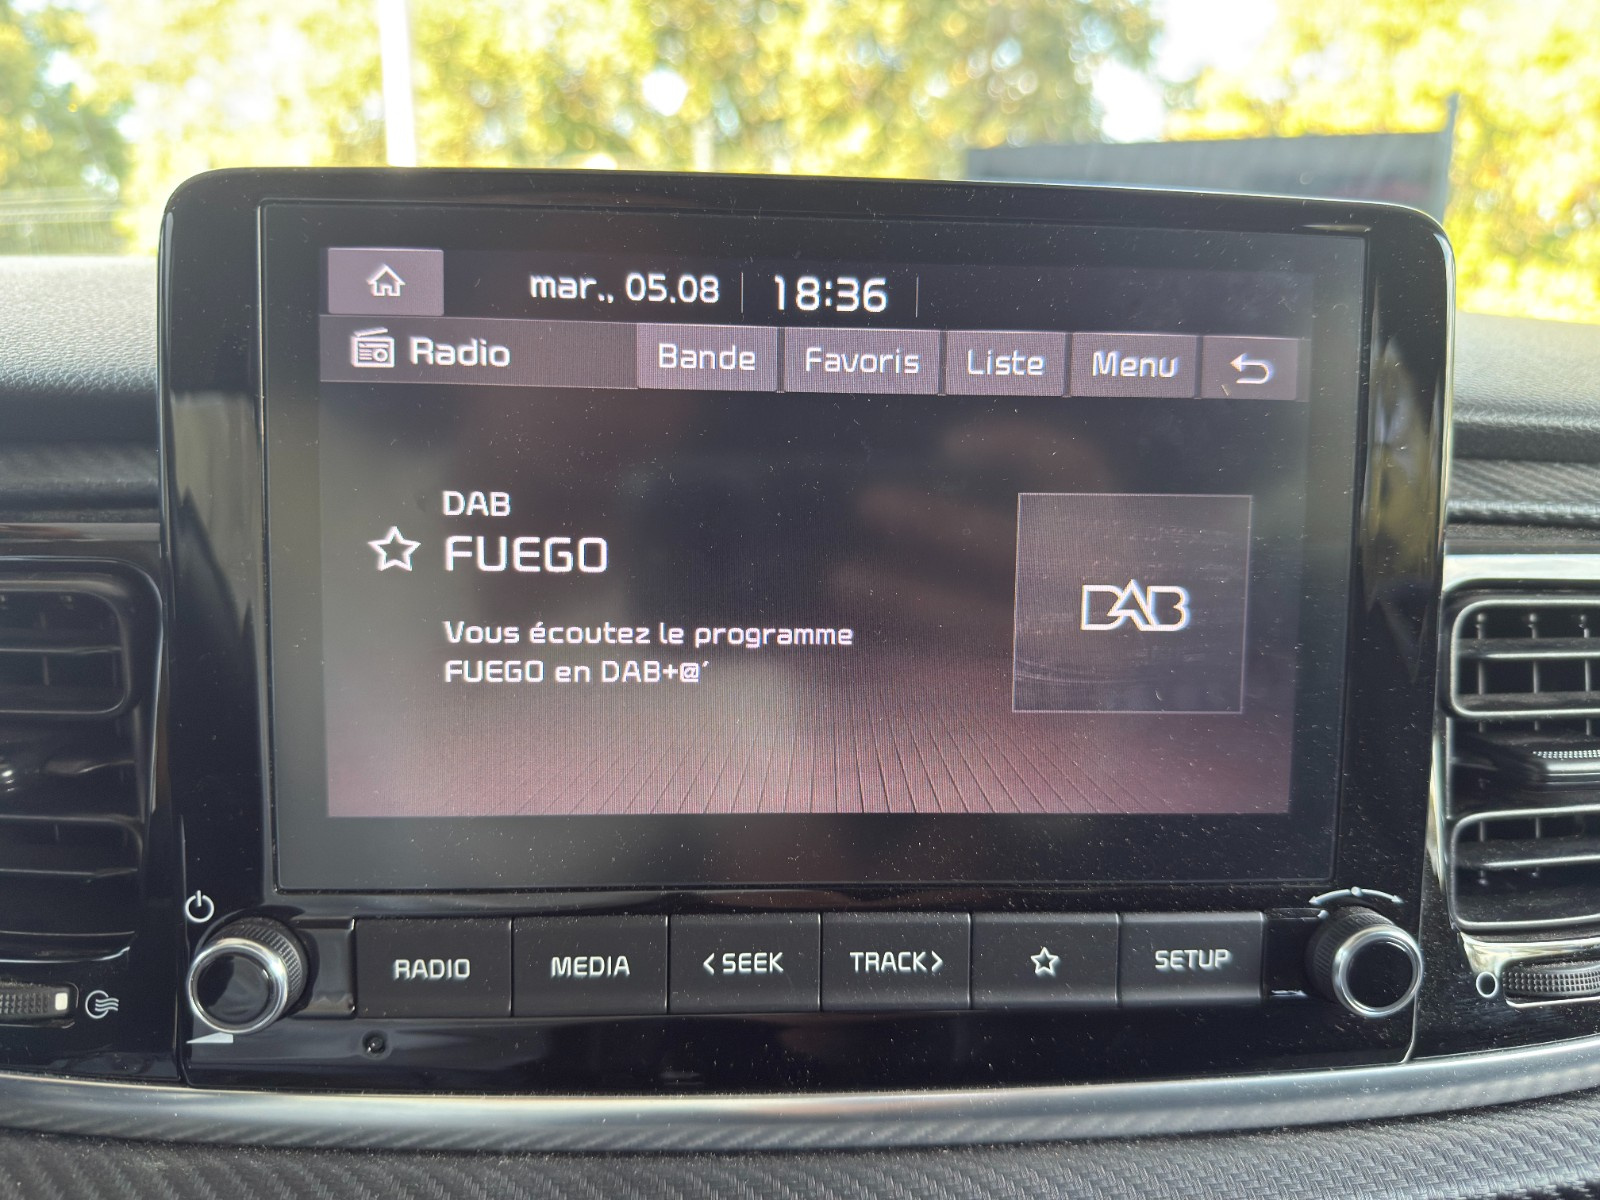 mar., 05.08
18:36
Radio
Bande
Favoris
Liste
Menu
DAB
FUEGO
Vous écoutez le programme
FUEGO en DAB+@´
DAB
RADIO
MEDIA
<SEEK
TRACK>
SETUP